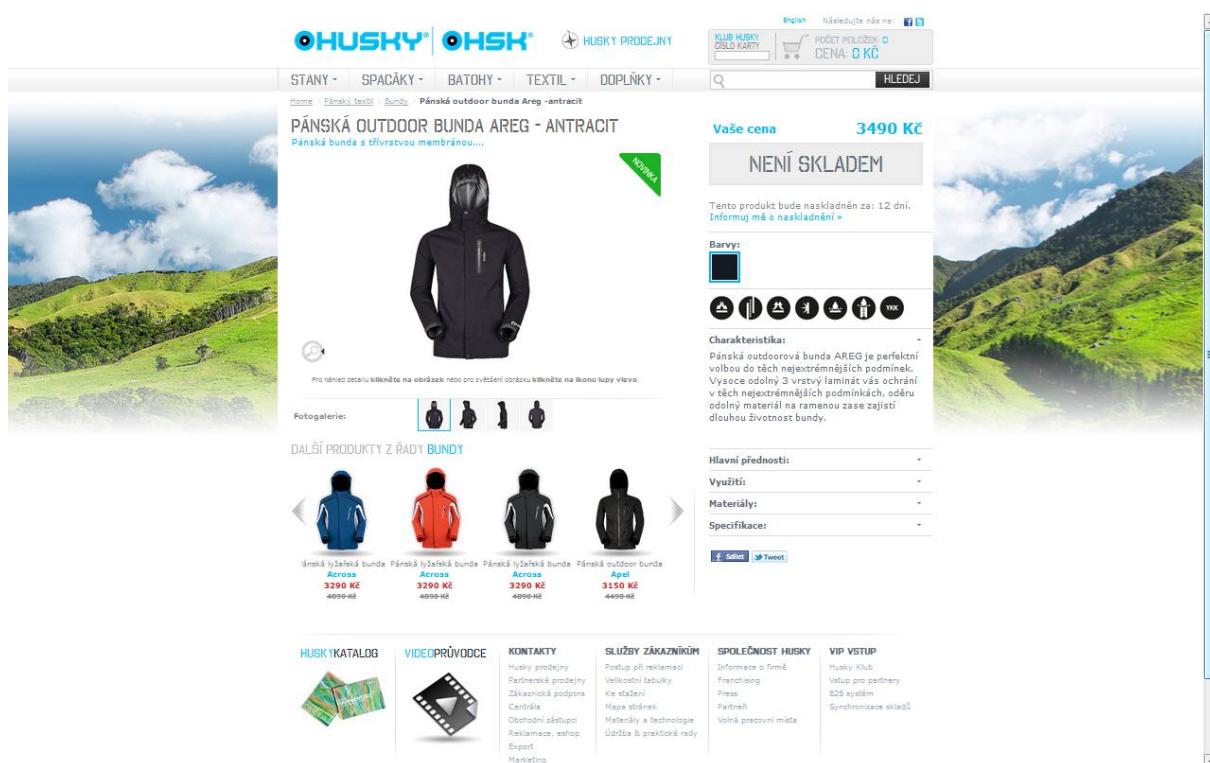 English Následujte nás na:
HUSKY® OHSK® HUSKY PRODEJNY
KLUB HUSKY
ČÍSLO KARTY
POČET POLOŽEK: 0
CENA: 0 KČ
STANY SPACÁKY BATOHY TEXTIL DOPLŇKY
HLEDEJ
Home Pánský textil Bundy Pánská outdoor bunda Areg -antracit
PÁNSKÁ OUTDOOR BUNDA AREG - ANTRACIT
Pánská bunda s třívrstvou membránou....
NOVINKA
Pro náhled detailu klikněte na obrázek nebo pro zvětšení obrázku klikněte na ikonu lupy vlevo.
Fotogalerie:
Vaše cena 3490 Kč
NENÍ SKLADEM
Tento produkt bude naskladněn za: 12 dní.
Informuj mě o naskladnění »
Barvy:
YKK
Charakteristika:
Pánská outdoorová bunda AREG je perfektní
volbou do těch nejextrémnějších podmínek.
Vysoce odolný 3 vrstvý laminát vás ochrání
v těch nejextrémnějších podmínkách, oděru
odolný materiál na ramenou zase zajistí
dlouhou životnost bundy.
Hlavní přednosti:
Využití:
Materiály:
Specifikace:
Sdílet Tweet
DALŠÍ PRODUKTY Z ŘADY BUNDY
ánská lyžařská bunda Pánská lyžařská bunda Pánská lyžařská bunda Pánská outdoor bunda
Across Across Across Apel
3290 Kč 3290 Kč 3290 Kč 3150 Kč
4890 Kč 4890 Kč 4890 Kč 4490 Kč
HUSKYKATALOG
VIDEOPRŮVODCE
KONTAKTY
Husky prodejny
Partnerské prodejny
Zákaznická podpora
Centrála
Obchodní zástupci
Reklamace, eshop
Export
Marketing
SLUŽBY ZÁKAZNÍKŮM
Postup při reklamaci
Velikostní tabulky
Ke stažení
Mapa stránek
Materiály a technologie
Údržba & praktické rady
SPOLEČNOST HUSKY
Informace o firmě
Franchising
Press
Partneři
Volná pracovní místa
VIP VSTUP
Husky Klub
Vstup pro partnery
B2B systém
Synchronizace skladů